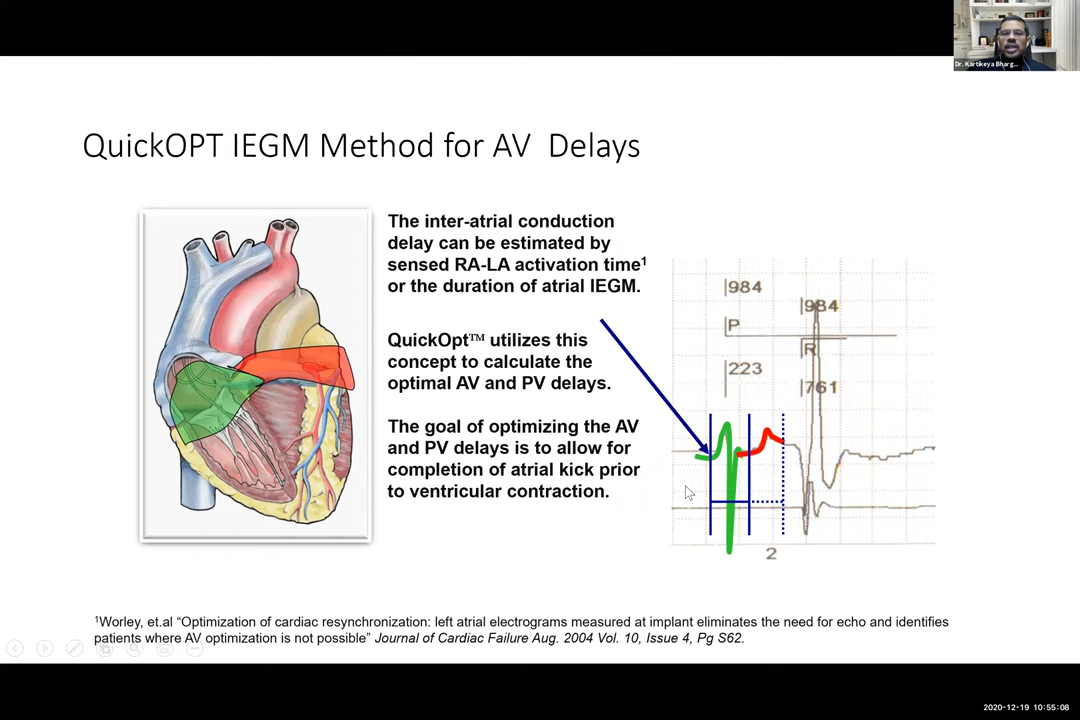 Dr. Kartikeya Bharg...
QuickOPT IEGM Method for AV Delays
The inter-atrial conduction
delay can be estimated by
sensed RA-LA activation time¹
or the duration of atrial IEGM.
QuickOpt™ utilizes this
concept to calculate the
optimal AV and PV delays.
The goal of optimizing the AV
and PV delays is to allow for
completion of atrial kick prior
to ventricular contraction.
984
984
P
R
223
761
2
¹Worley, et.al “Optimization of cardiac resynchronization: left atrial electrograms measured at implant eliminates the need for echo and identifies
patients where AV optimization is not possible” Journal of Cardiac Failure Aug. 2004 Vol. 10, Issue 4, Pg S62.
2020-12-19 10:55:08